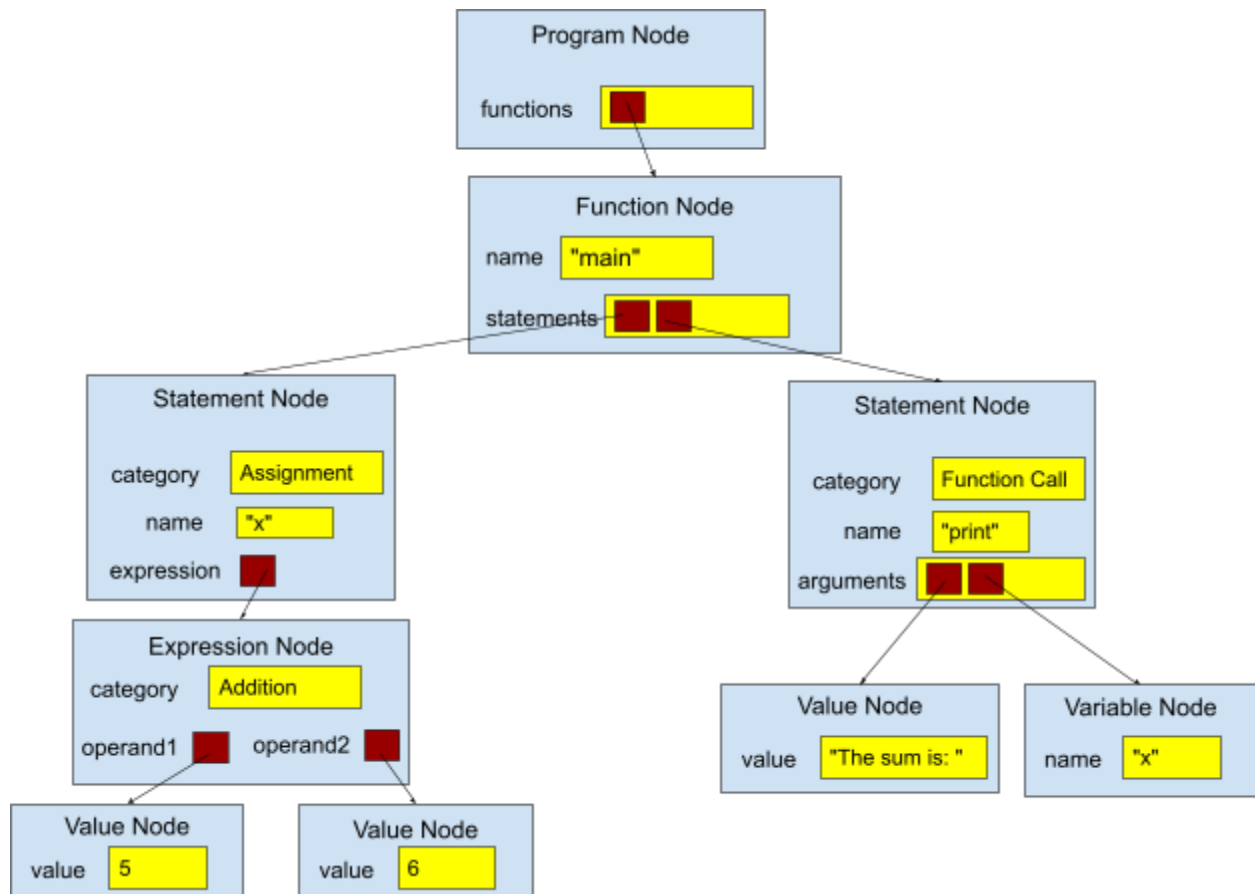 Program Node
functions
Function Node
name "main"
statements
Statement Node
category Assignment
name "x"
expression
Statement Node
category Function Call
name "print"
arguments
Expression Node
category Addition
operand1 operand2
Value Node
value "The sum is: "
Variable Node
name "x"
Value Node
value 5
Value Node
value 6